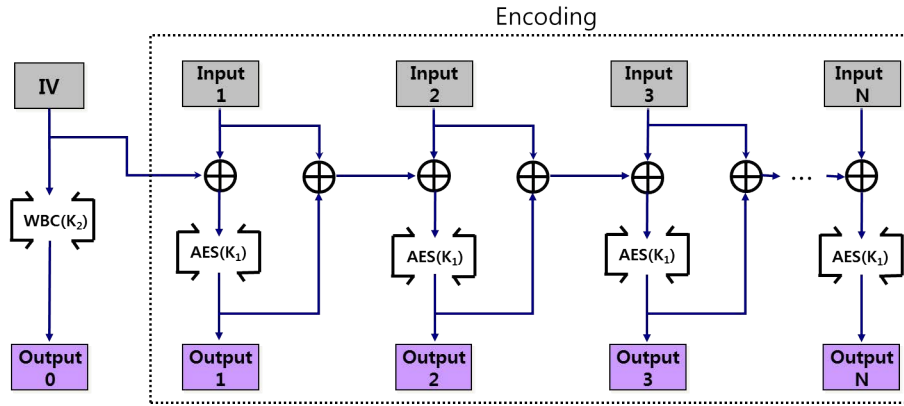 Encoding
IV
Input
1
Input
2
Input
3
Input
N
...
WBC(K₂)
AES(K₁)
AES(K₁)
AES(K₁)
AES(K₁)
Output
0
Output
1
Output
2
Output
3
Output
N